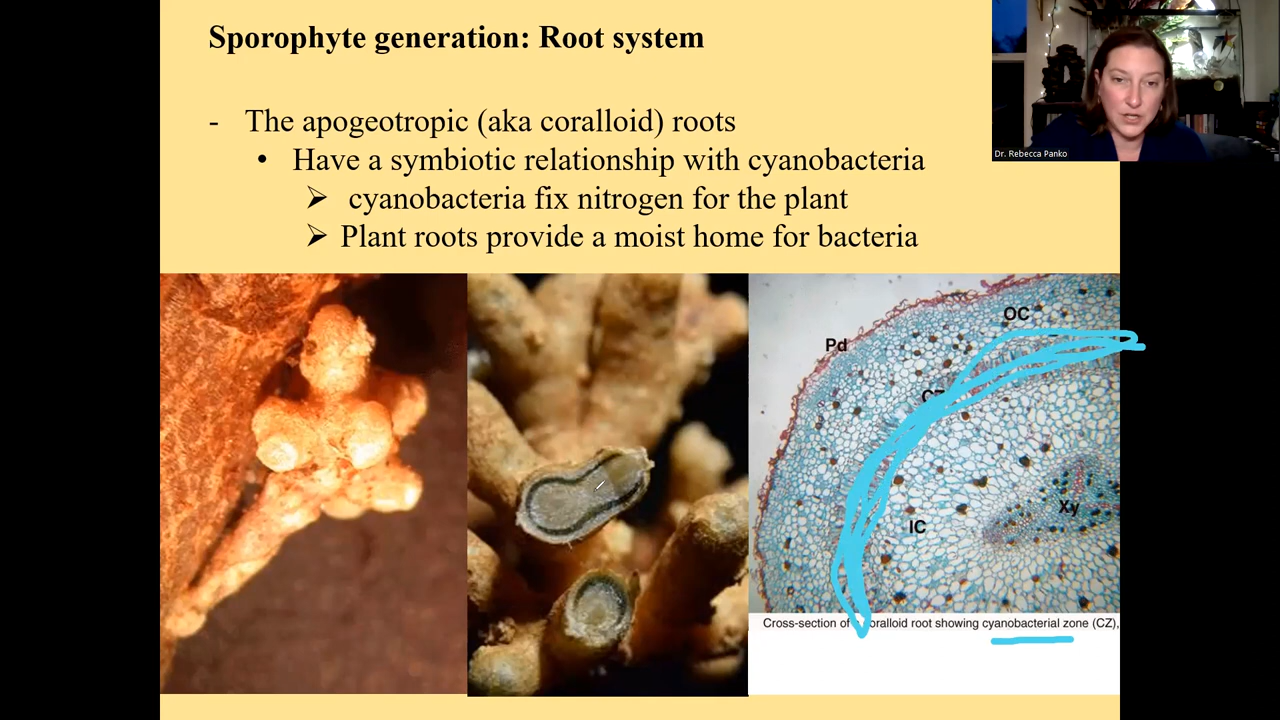 Sporophyte generation: Root system
Dr. Rebecca Panko
- The apogeotropic (aka coralloid) roots
• Have a symbiotic relationship with cyanobacteria
➢ cyanobacteria fix nitrogen for the plant
➢ Plant roots provide a moist home for bacteria
OC
Pd
IC
Xy
Cross-section of coralloid root showing cyanobacterial zone (CZ),